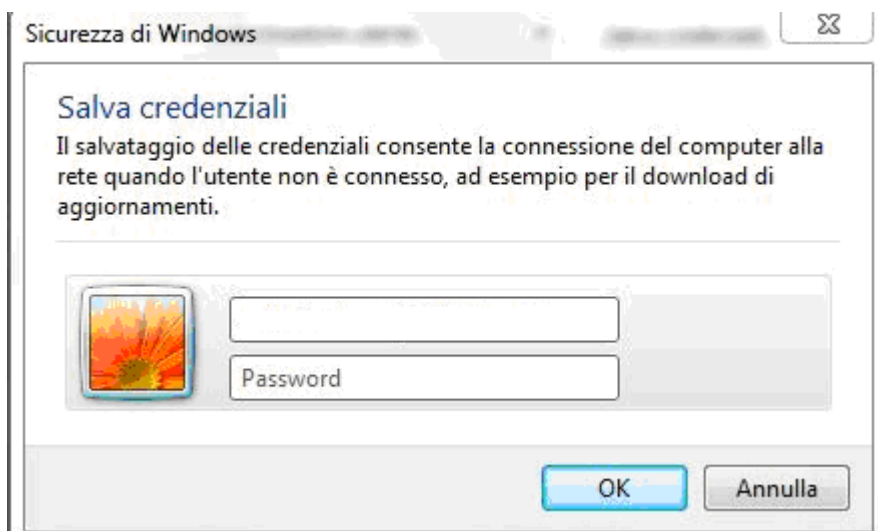 Sicurezza di Windows
Salva credenziali
Il salvataggio delle credenziali consente la connessione del computer alla
rete quando l'utente non è connesso, ad esempio per il download di
aggiornamenti.
Password
OK
Annulla